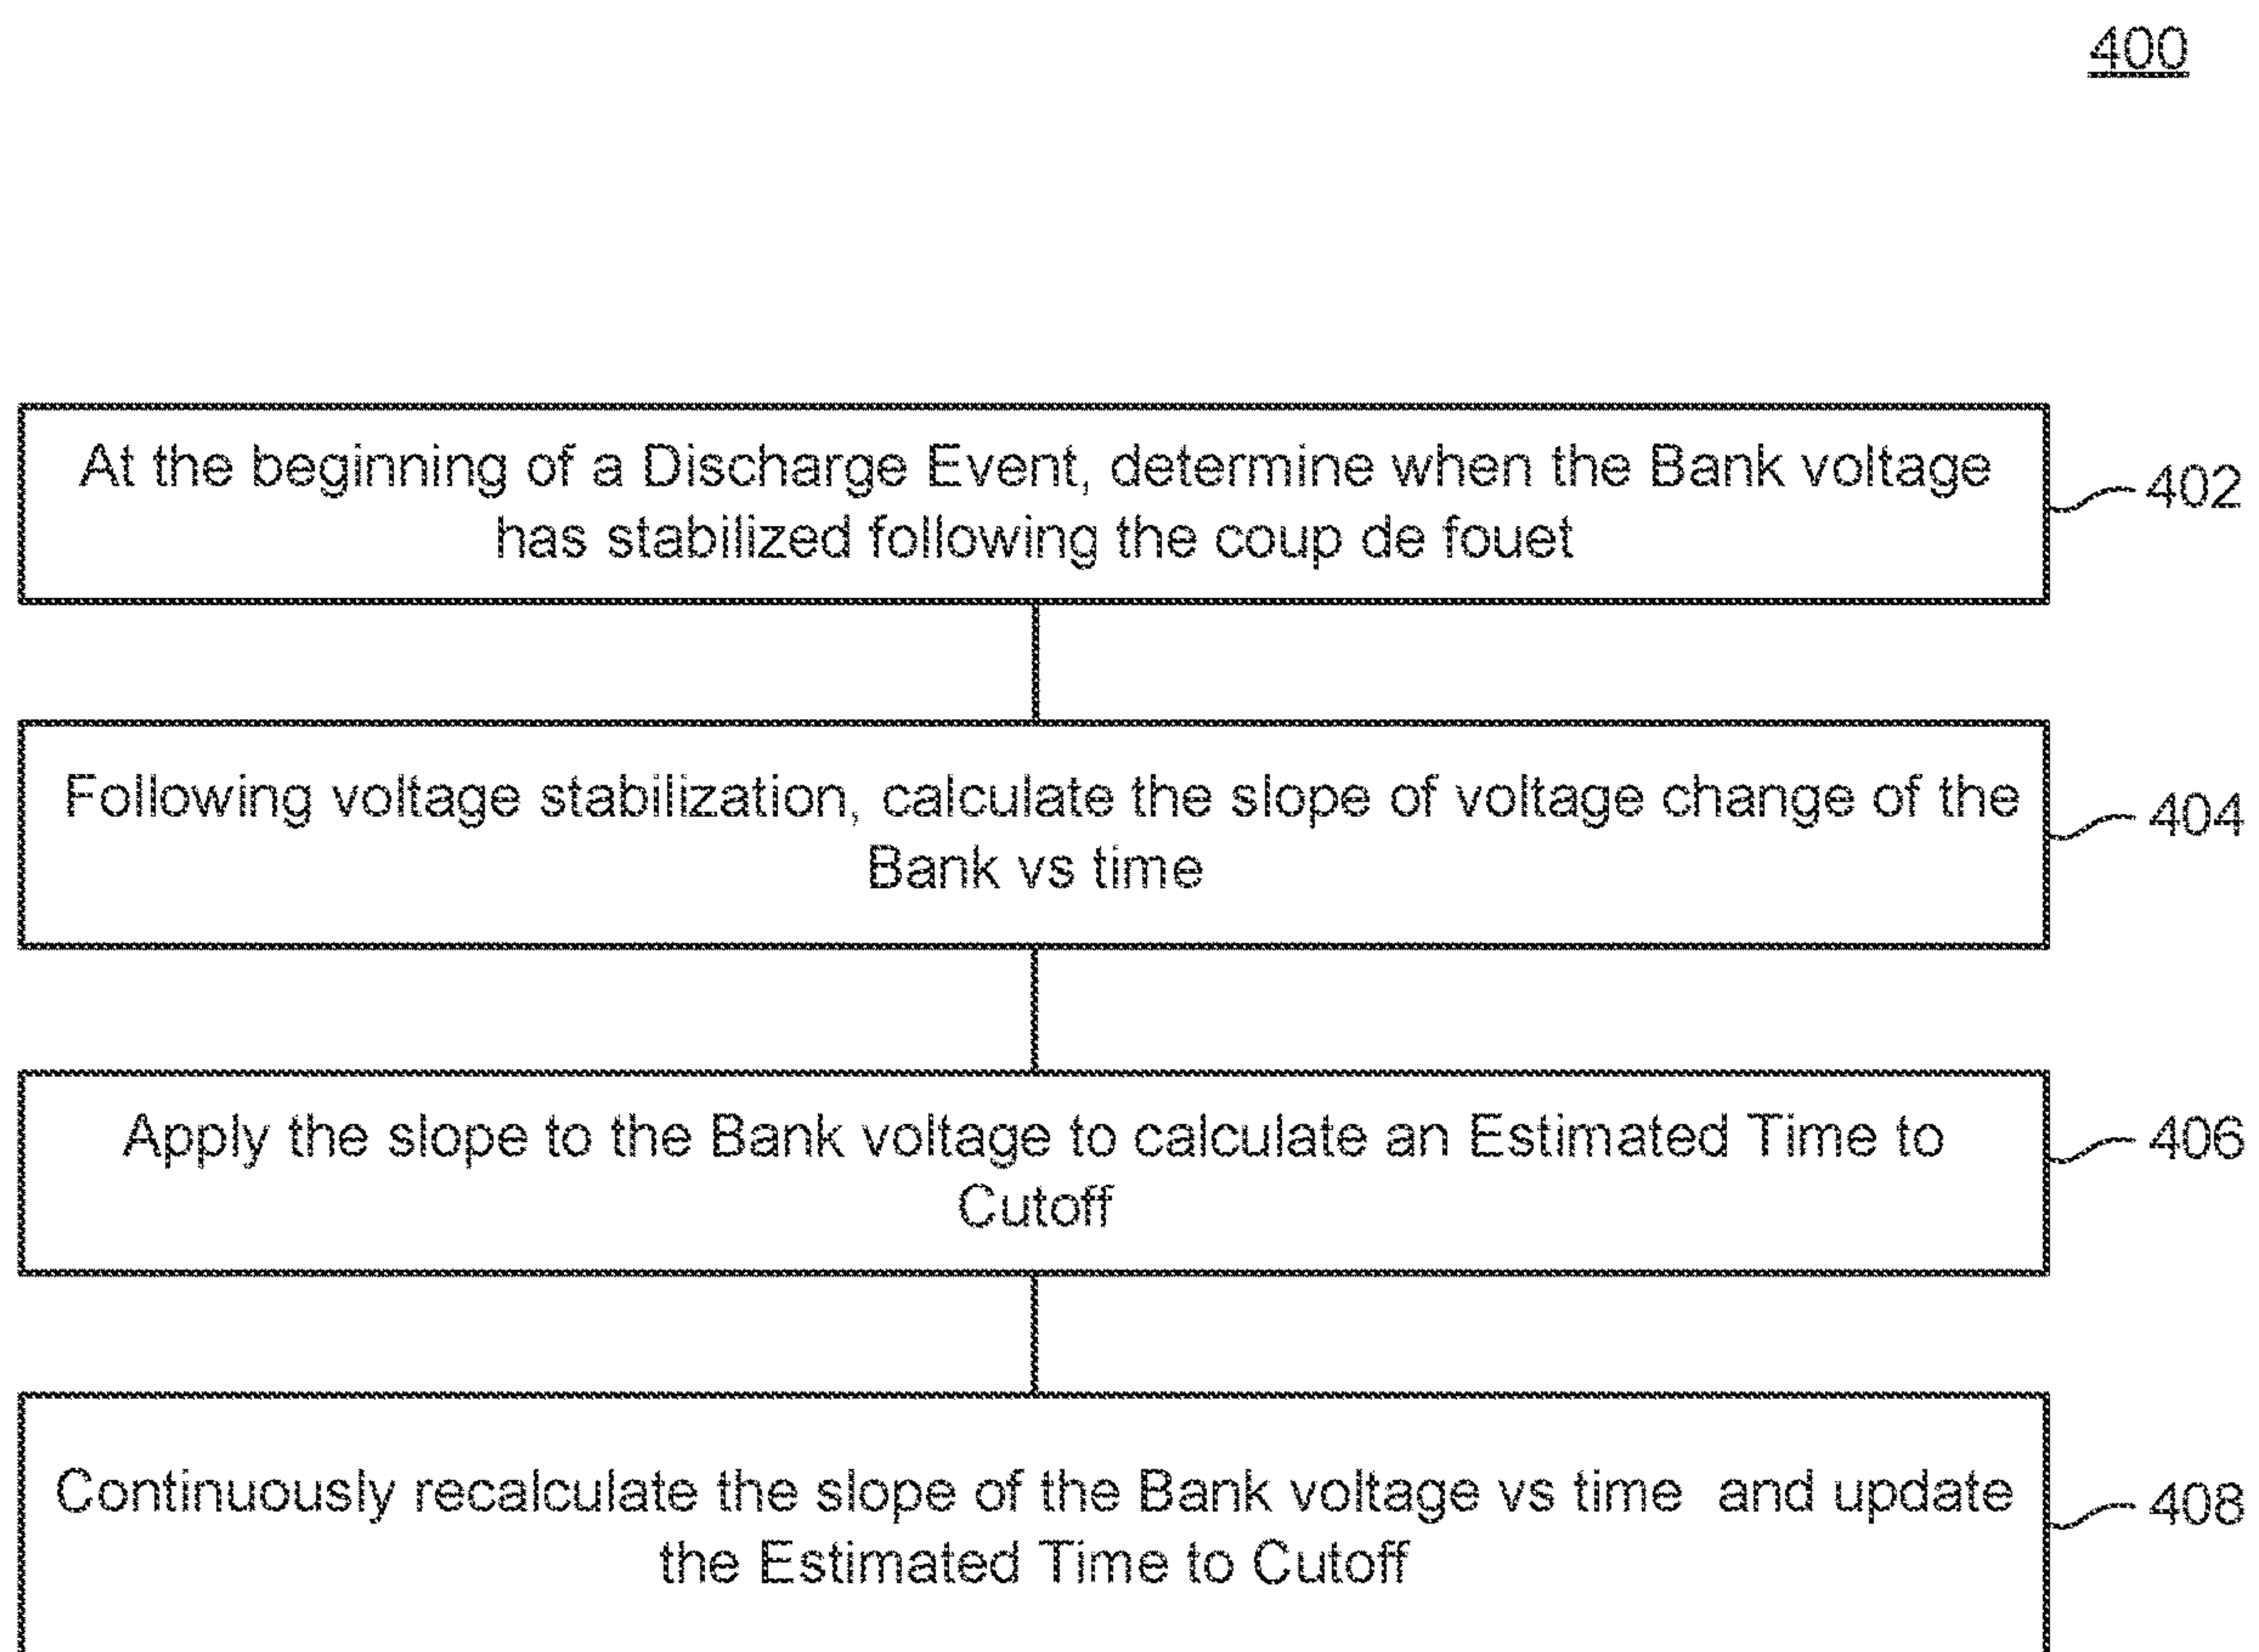 400
At the beginning of a Discharge Event, determine when the Bank voltage
has stabilized following the coup de fouet
402
Following voltage stabilization, calculate the slope of voltage change of the
Bank vs time
404
Apply the slope to the Bank voltage to calculate an Estimated Time to
Cutoff
406
Continuously recalculate the slope of the Bank voltage vs time  and update
the Estimated Time to Cutoff
408